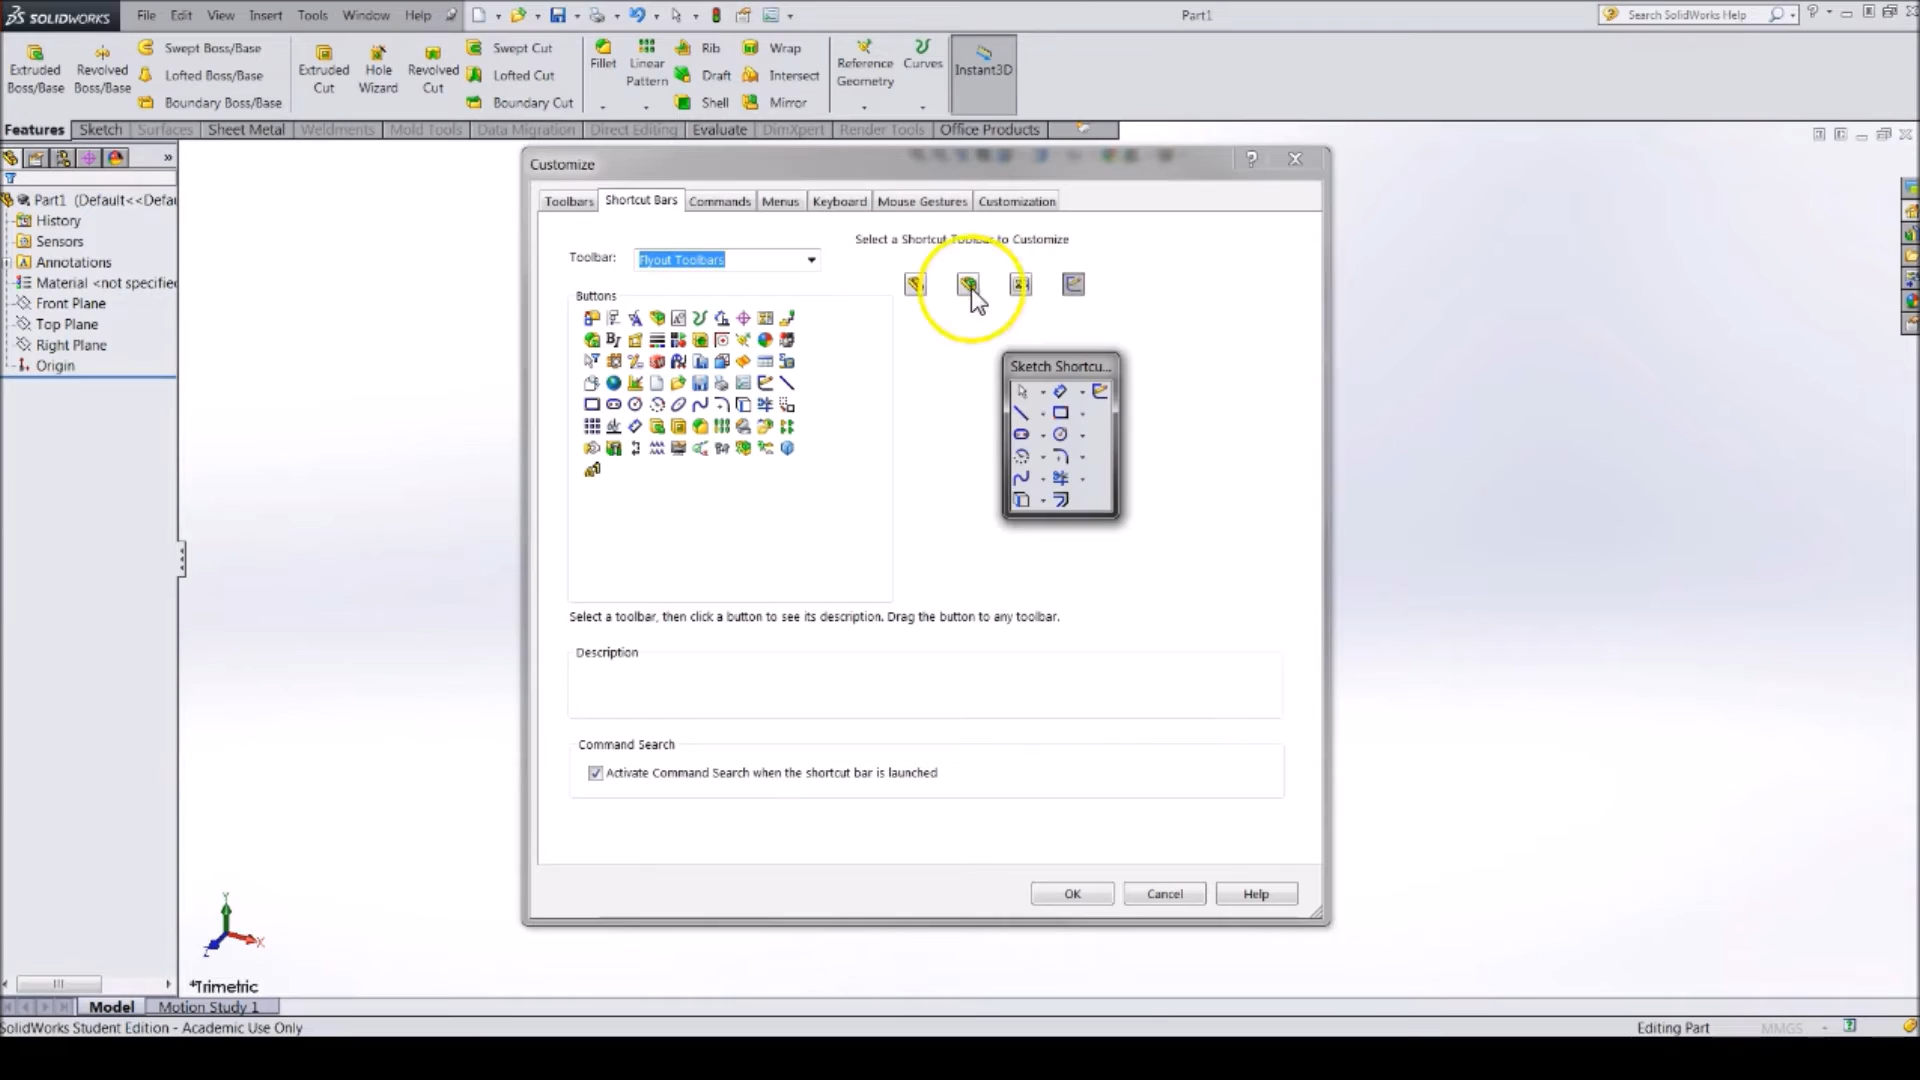 SOLIDWORKS File Edit View Insert Tools Window Help Part1 Search SolidWorks Help
Extruded Boss/Base
Revolved Boss/Base
Swept Boss/Base
Lofted Boss/Base
Boundary Boss/Base
Extruded Cut
Hole Wizard
Revolved Cut
Swept Cut
Lofted Cut
Boundary Cut
Fillet
Linear Pattern
Rib
Draft
Shell
Wrap
Intersect
Mirror
Reference Geometry
Curves
Instant3D
Features Sketch Surfaces Sheet Metal Weldments Mold Tools Data Migration Direct Editing Evaluate DimXpert Render Tools Office Products
Part1 (Default<<Defau
History
Sensors
Annotations
Material <not specifie
Front Plane
Top Plane
Right Plane
Origin
Customize
Toolbars Shortcut Bars Commands Menus Keyboard Mouse Gestures Customization
Select a Shortcut Toolbar to Customize
Toolbar: Flyout Toolbars
Buttons
Sketch Shortcu...
Select a toolbar, then click a button to see its description. Drag the button to any toolbar.
Description
Command Search
Activate Command Search when the shortcut bar is launched
OK Cancel Help
Y
X
Z
*Trimetric
Model Motion Study 1
SolidWorks Student Edition - Academic Use Only Editing Part MMGS -